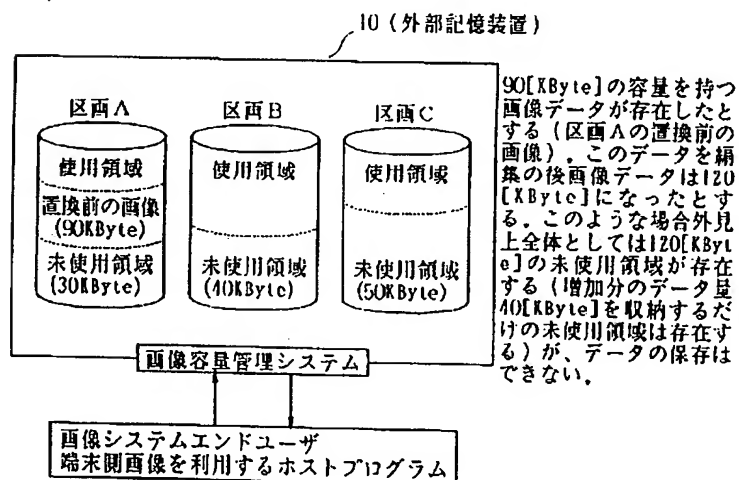 10(外部記憶装置)
区画A
使用領域
置換前の画像
(90KByte)
未使用領域
(30KByte)
区画B
使用領域
未使用領域
(40KByte)
区画C
使用領域
未使用領域
(50KByte)
画像容量管理システム
画像システムエンドユーザ
端末側画像を利用するホストプログラム
90[KByte]の容量を持つ
画像データが存在したと
する(区画Aの置換前の
画像)。このデータを編
集の後画像データは120
[KByte]になったとす
る。このような場合外見
上全体としては120[KByt
e]の未使用領域が存在
する(増加分のデータ量
40[KByte]を収納するだ
けの未使用領域は存在す
る)が、データの保存は
できない。